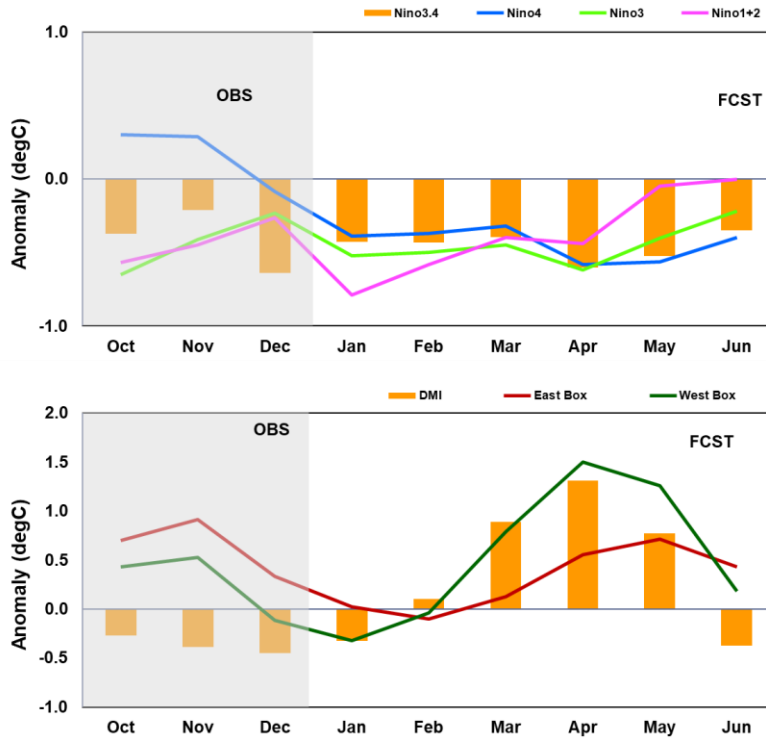 Nino3.4 Nino4 Nino3 Nino1+2
1.0
OBS
FCST
0.0
Anomaly (degC)
-1.0
Oct Nov Dec Jan Feb Mar Apr May Jun
DMI East Box West Box
2.0
OBS
FCST
1.5
1.0
0.5
Anomaly (degC)
0.0
-0.5
-1.0
Oct Nov Dec Jan Feb Mar Apr May Jun